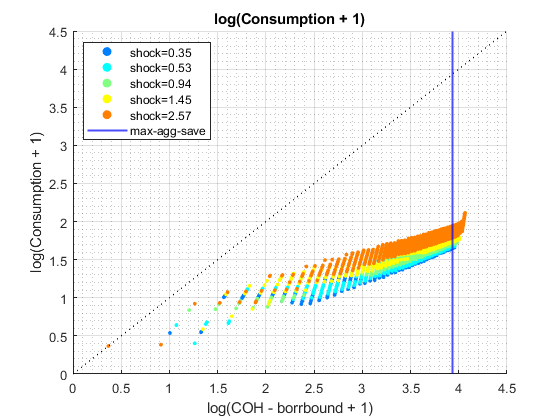 log(Consumption + 1)
4.5
4
3.5
3
2.5
2
1.5
1
0.5
0
log(Consumption + 1)
shock=0.35
shock=0.53
shock=0.94
shock=1.45
shock=2.57
max-agg-save
0 0.5 1 1.5 2 2.5 3 3.5 4 4.5
log(COH - borrbound + 1)